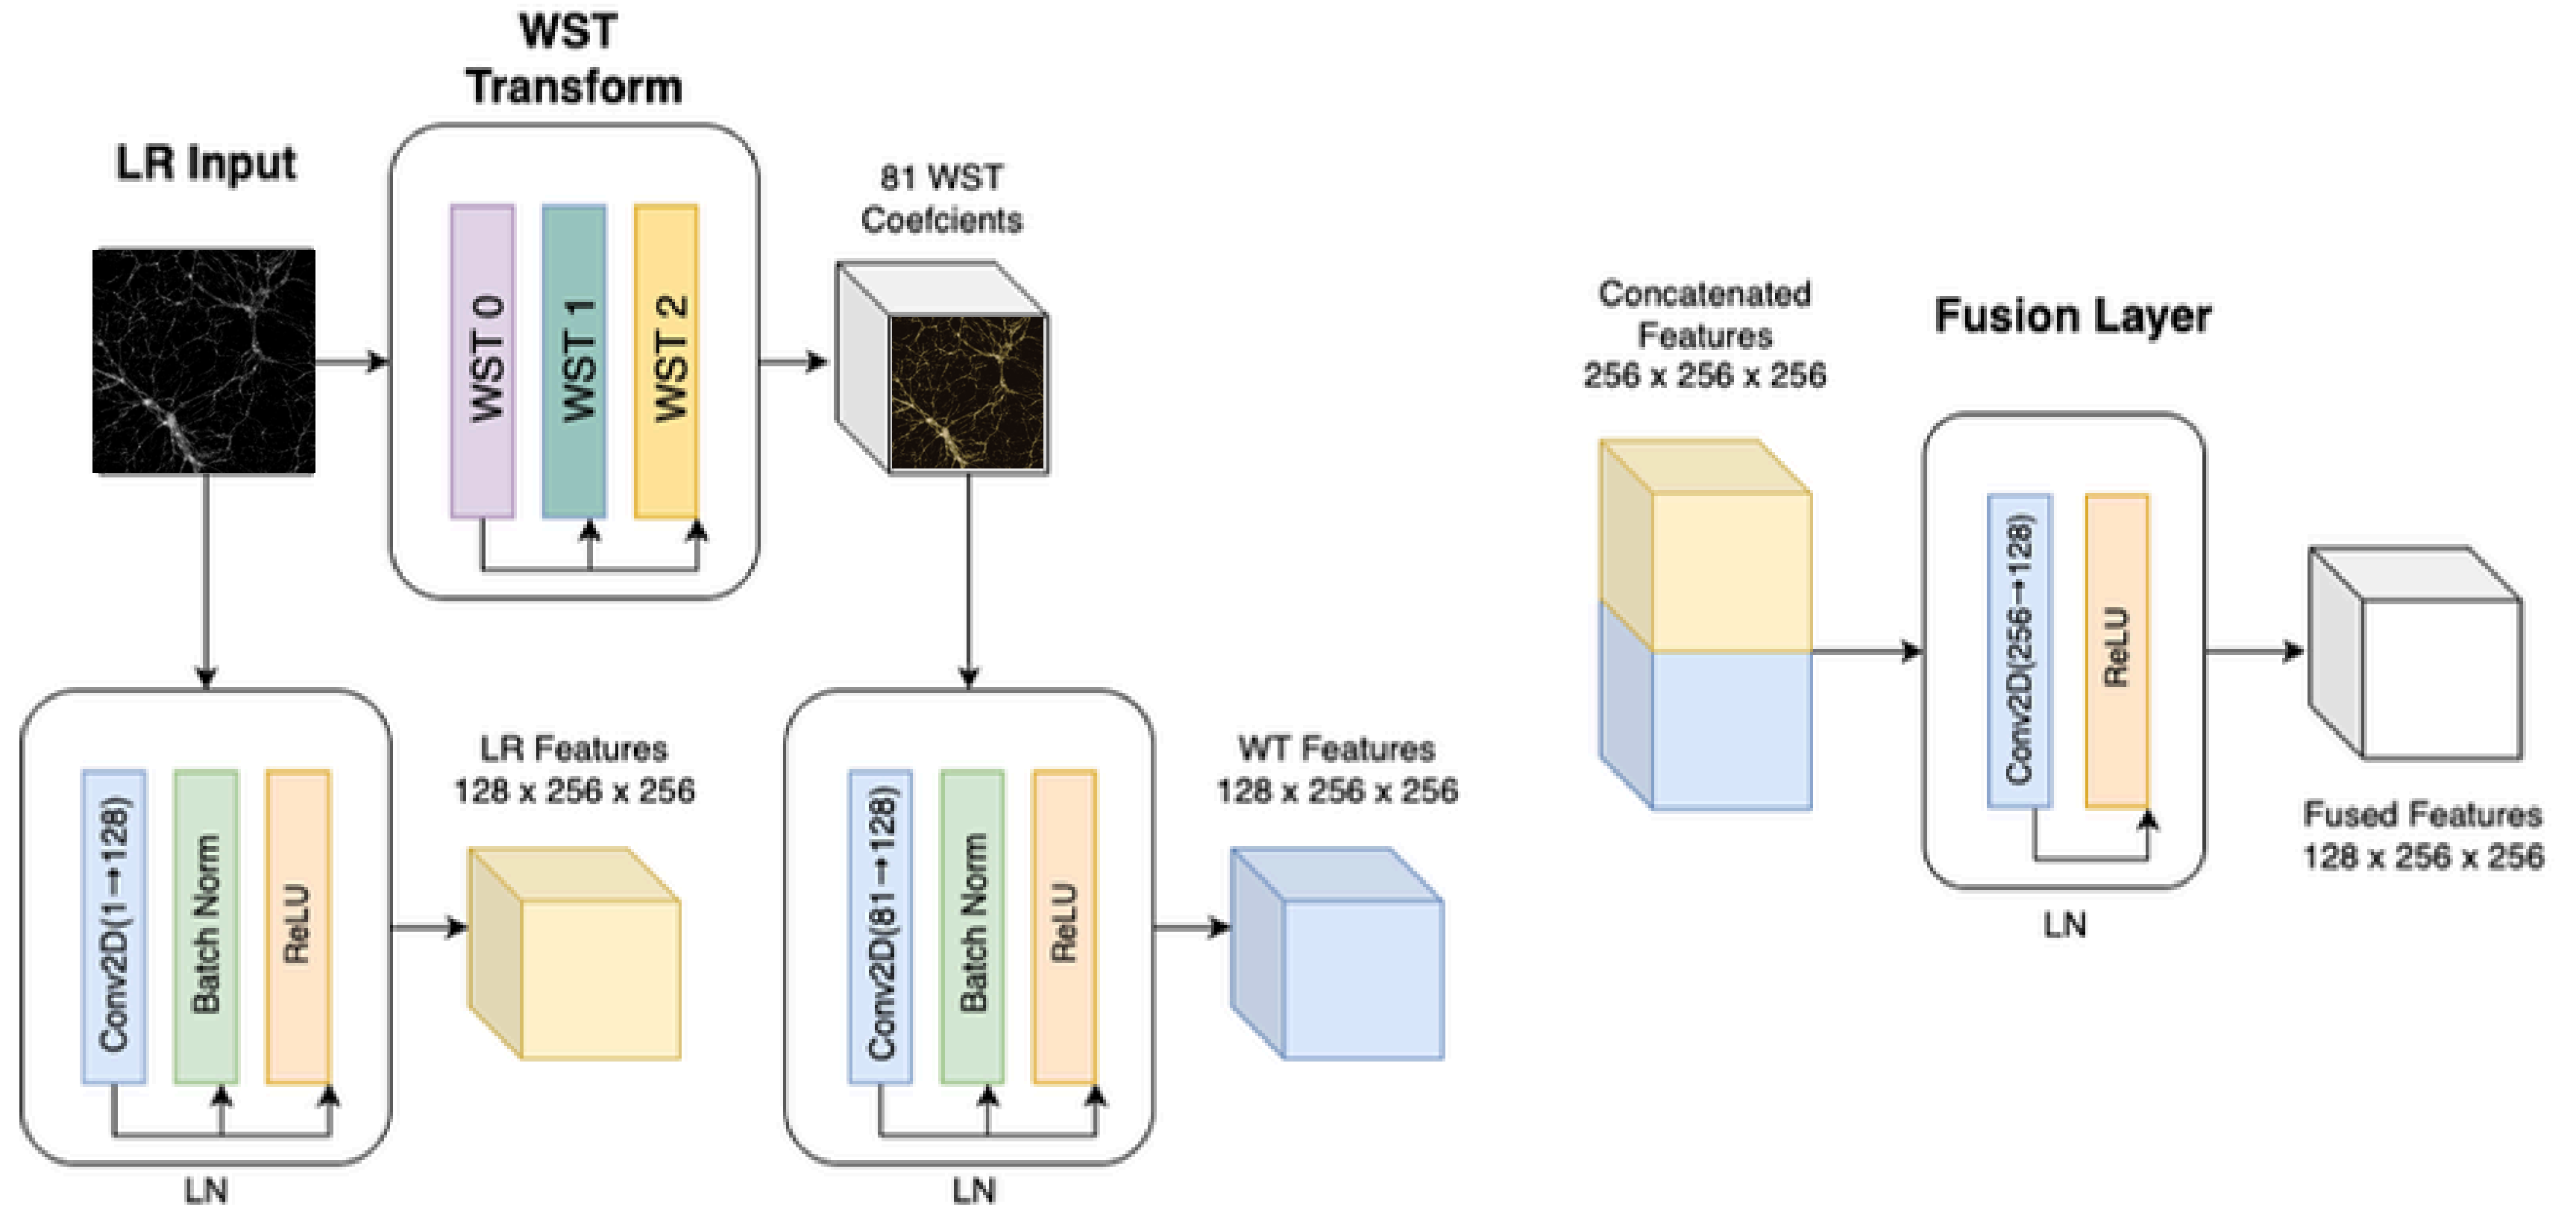 WST
Transform
LR Input
WST 0
WST 1
WST 2
81 WST
Coefcients
Conv2D(1→128)
Batch Norm
ReLU
LN
LR Features
128 x 256 x 256
Conv2D(81→128)
Batch Norm
ReLU
LN
WT Features
128 x 256 x 256
Concatenated
Features
256 x 256 x 256
Fusion Layer
Conv2D(256→128)
ReLU
LN
Fused Features
128 x 256 x 256